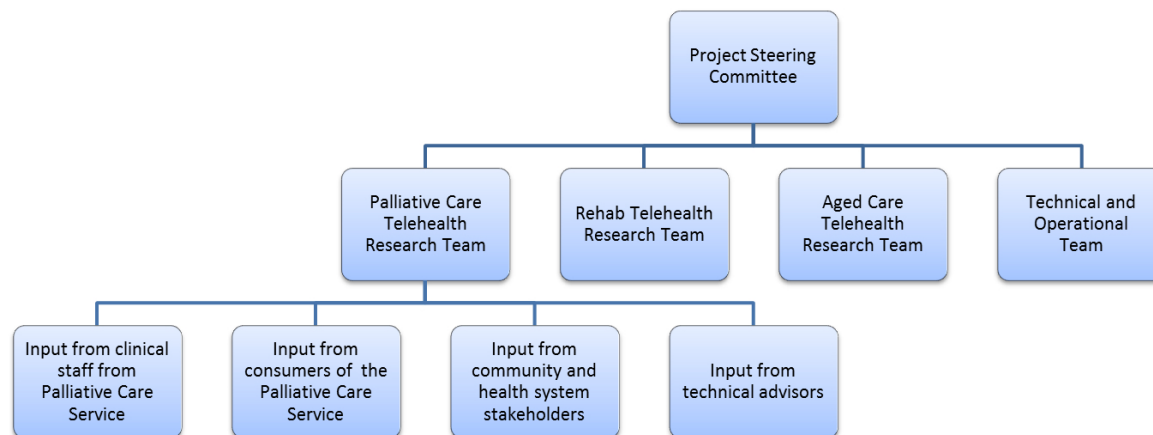 Project Steering
Committee
Palliative Care
Telehealth
Research Team
Rehab Telehealth
Research Team
Aged Care
Telehealth
Research Team
Technical and
Operational
Team
Input from clinical
staff from
Palliative Care
Service
Input from
consumers of the
Palliative Care
Service
Input from
community and
health system
stakeholders
Input from
technical advisors